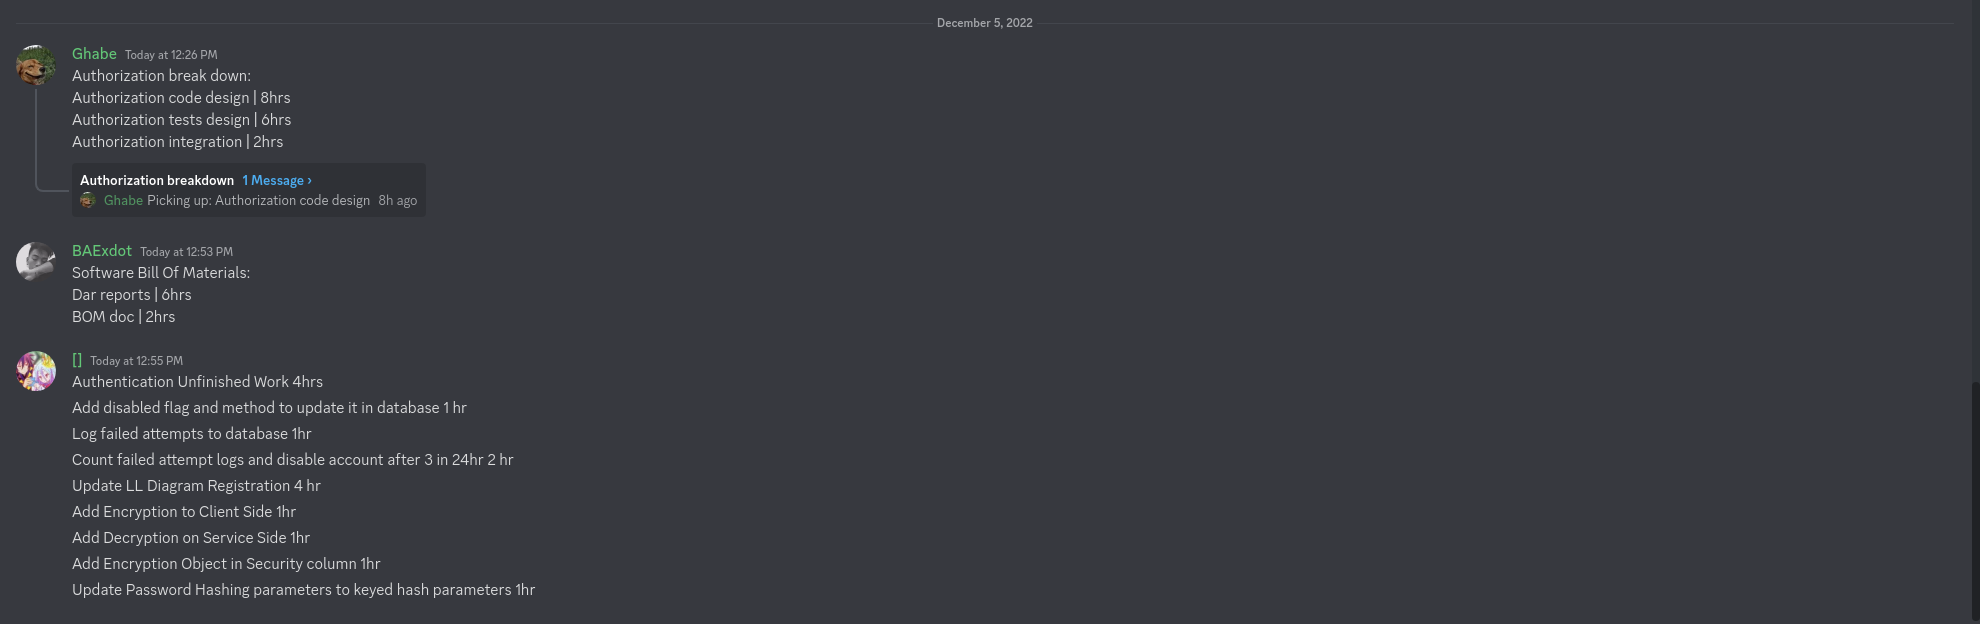 December 5, 2022
Ghabe Today at 12:26 PM
Authorization break down:
Authorization code design | 8hrs
Authorization tests design | 6hrs
Authorization integration | 2hrs
Authorization breakdown 1 Message ›
Ghabe Picking up: Authorization code design 8h ago
BAExdot Today at 12:53 PM
Software Bill Of Materials:
Dar reports | 6hrs
BOM doc | 2hrs
[] Today at 12:55 PM
Authentication Unfinished Work 4hrs
Add disabled flag and method to update it in database 1 hr
Log failed attempts to database 1hr
Count failed attempt logs and disable account after 3 in 24hr 2 hr
Update LL Diagram Registration 4 hr
Add Encryption to Client Side 1hr
Add Decryption on Service Side 1hr
Add Encryption Object in Security column 1hr
Update Password Hashing parameters to keyed hash parameters 1hr